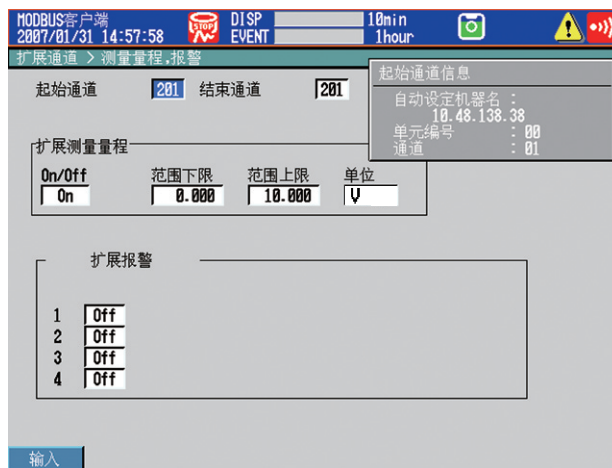 MODBUS客户端
2007/01/31 14:57:58
STOP
DISP
EVENT
10min
1hour
扩展通道 > 测量量程,报警
起始通道 201 结束通道 201
起始通道信息
自动设定机器名 :
10.48.138.38
单元编号 : 00
通道 : 01
扩展测量量程
On/Off 范围下限 范围上限 单位
On 0.000 10.000 V
扩展报警
1 Off
2 Off
3 Off
4 Off
输入